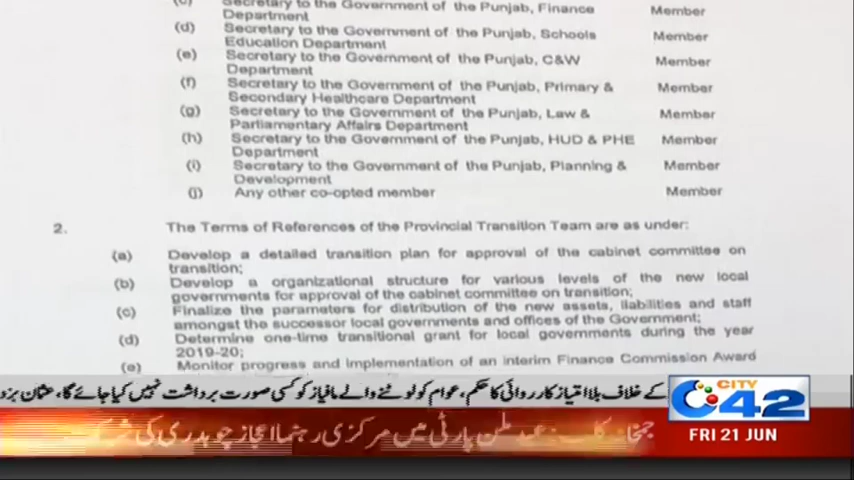 (c) Secretary to the Government of the Punjab, Finance Member
Department
(d) Secretary to the Government of the Punjab, Schools Member
Education Department
(e) Secretary to the Government of the Punjab, C&W Member
Department
(f) Secretary to the Government of the Punjab, Primary & Member
Secondary Healthcare Department
(g) Secretary to the Government of the Punjab, Law & Member
Parliamentary Affairs Department
(h) Secretary to the Government of the Punjab, HUD & PHE Member
Department
(i) Secretary to the Government of the Punjab, Planning & Member
Development
(j) Any other co-opted member Member
2. The Terms of References of the Provincial Transition Team are as under:
(a) Develop a detailed transition plan for approval of the cabinet committee on
transition;
(b) Develop a organizational structure for various levels of the new local
governments for approval of the cabinet committee on transition;
(c) Finalize the parameters for distribution of the new assets, liabilities and staff
amongst the successor local governments and offices of the Government;
(d) Determine one-time transitional grant for local governments during the year
2019-20;
(e) Monitor progress and implementation of an interim Finance Commission Award
کے خلاف بلا امتیاز کارروائی کا حکم، عوام کو لوٹنے والے مافیاز کو کسی صورت برداشت نہیں کیا جائے گا، عثمان بزد
CITY
42
پارٹی میں مرکزی رہنما اعجاز چوہدری کی
FRI 21 JUN